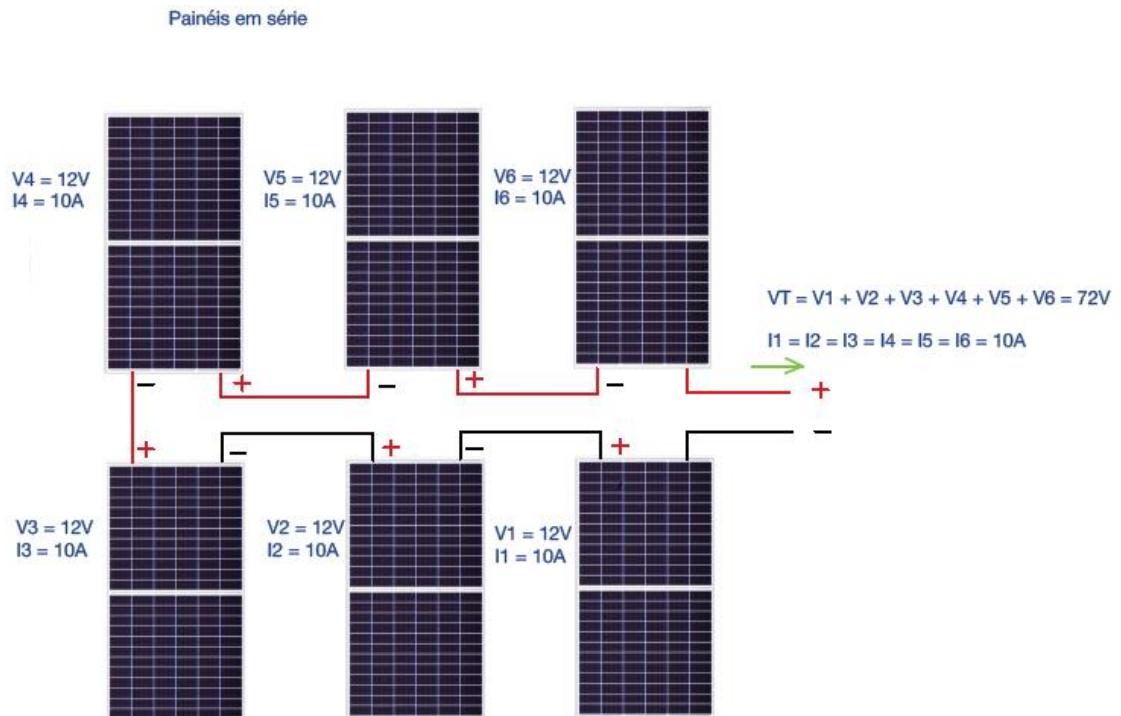 Painéis em série
V4 = 12V
I4 = 10A
V5 = 12V
I5 = 10A
V6 = 12V
I6 = 10A
VT = V1 + V2 + V3 + V4 + V5 + V6 = 72V
I1 = I2 = I3 = I4 = I5 = I6 = 10A
− + − + − +
+ − + − + −
V3 = 12V
I3 = 10A
V2 = 12V
I2 = 10A
V1 = 12V
I1 = 10A